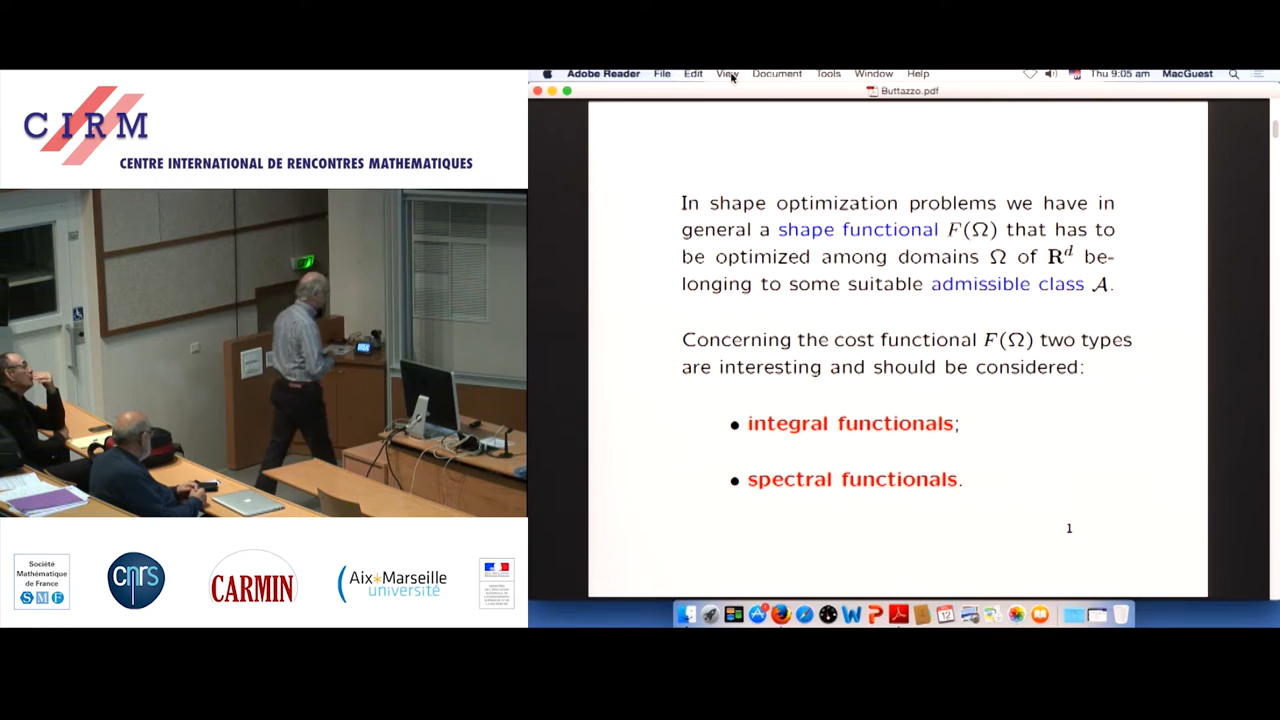 CIRM
CENTRE INTERNATIONAL DE RENCONTRES MATHEMATIQUES
Adobe Reader File Edit View Document Tools Window Help Thu 9:05 am MacGuest
Buttazzo.pdf
In shape optimization problems we have in
general a shape functional F(Ω) that has to
be optimized among domains Ω of R^d be-
longing to some suitable admissible class A.
Concerning the cost functional F(Ω) two types
are interesting and should be considered:
• integral functionals;
• spectral functionals.
1
Société
Mathématique
de France
SMF
cnrs
CARMIN
Aix*Marseille
université